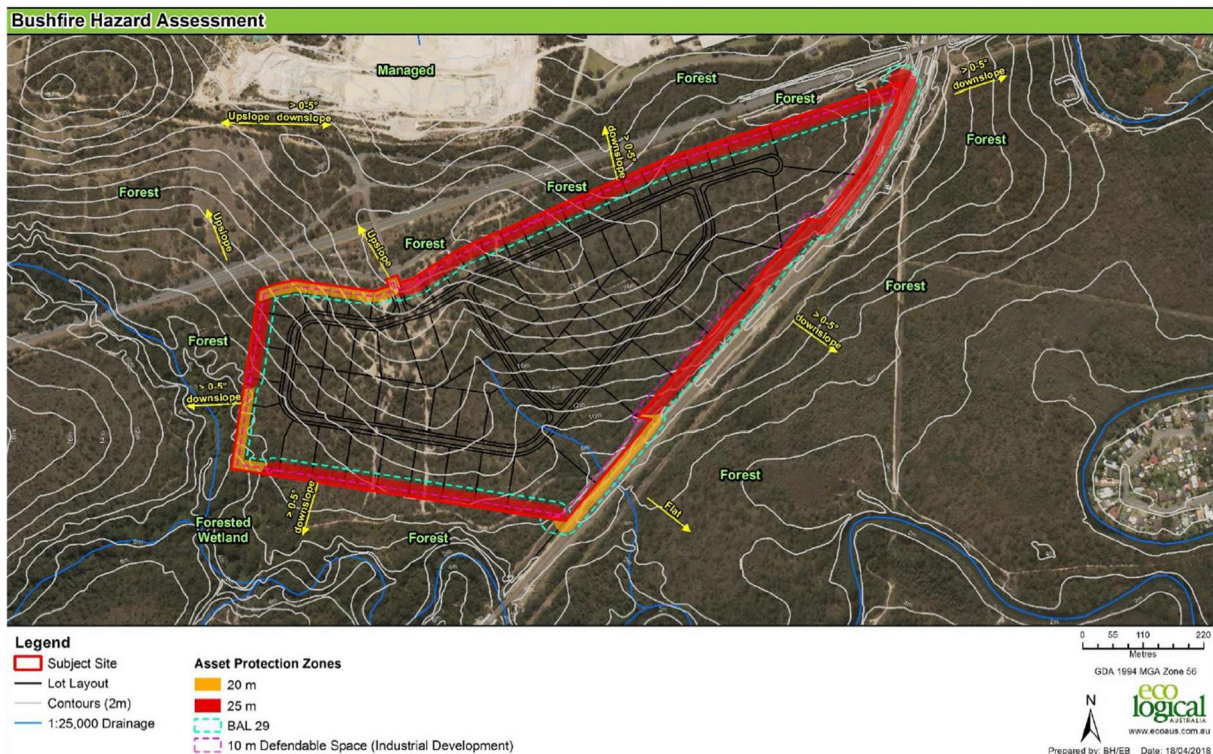 Bushfire Hazard Assessment
Managed
Forest
Forest
> 0-5°
downslope
> 0-5°
Upslope downslope
> 0-5°
downslope
Forest
Forest
Forest
Upslope
Upslope
Forest
Forest
Forest
> 0-5°
downslope
> 0-5°
downslope
Forest
Flat
> 0-5°
downslope
Forested
Wetland
Forest
Legend
Subject Site
Lot Layout
Contours (2m)
1:25,000 Drainage
Asset Protection Zones
20 m
25 m
BAL 29
10 m Defendable Space (Industrial Development)
0 55 110 220
Metres
GDA 1994 MGA Zone 56
N
eco
logical
AUSTRALIA
www.ecoaus.com.au
Prepared by: BH/EB Date: 18/04/2018